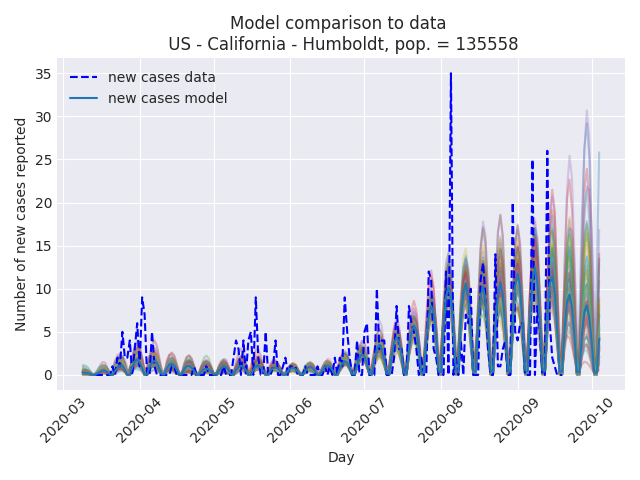 Model comparison to data
US - California - Humboldt, pop. = 135558
new cases data
new cases model
Number of new cases reported
35
30
25
20
15
10
5
0
2020-03
2020-04
2020-05
2020-06
2020-07
2020-08
2020-09
2020-10
Day